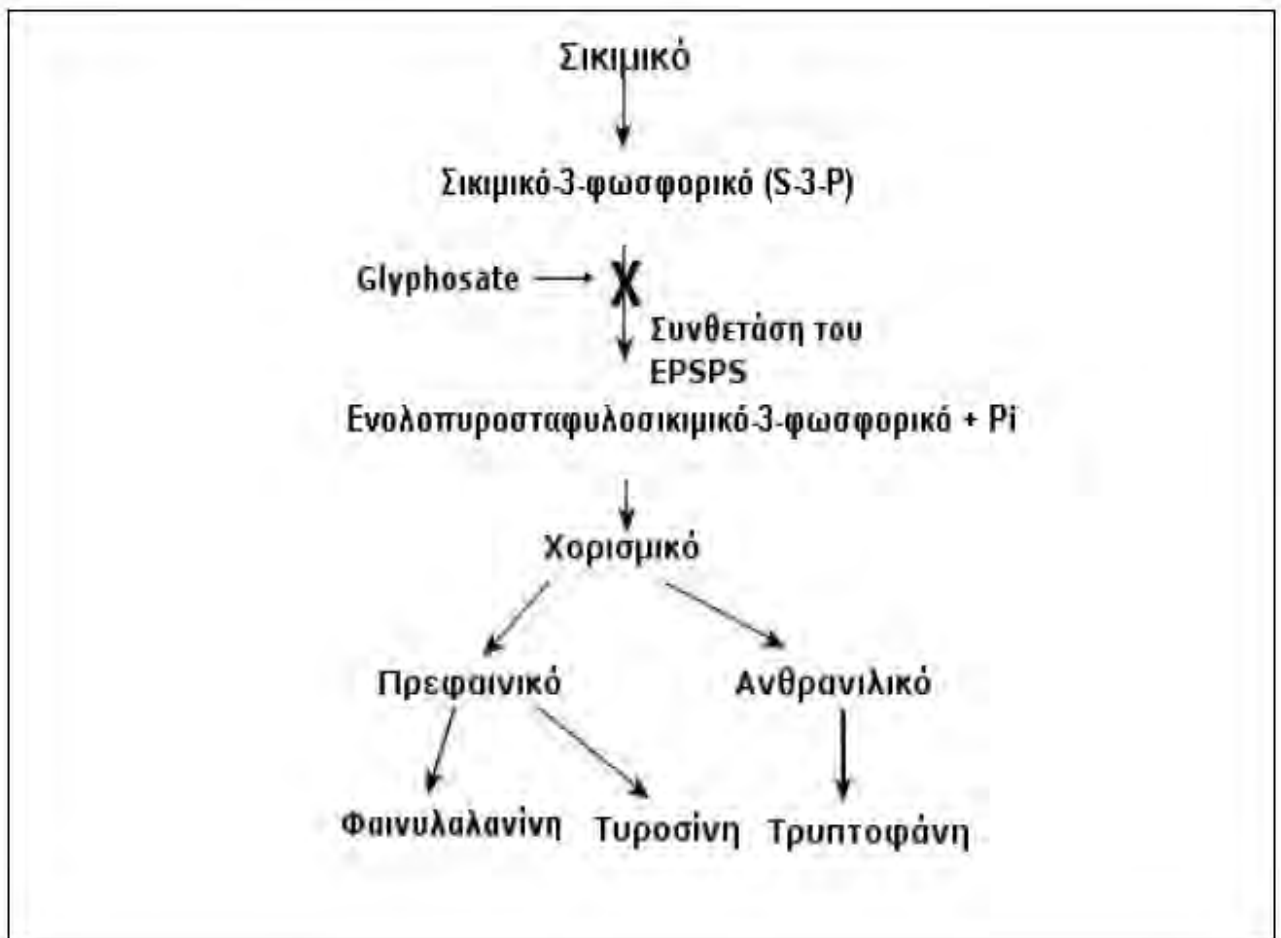 Σικιμικό
Σικιμικό-3-φωσφορικό (S-3-P)
Glyphosate
X
Συνθετάση του
EPSPS
Ενολοπυροσταφυλοσικιμικό-3-φωσφορικό + Pi
Χορισμικό
Πρεφαινικό Ανθρανιλικό
Φαινυλαλανίνη Τυροσίνη Τρυπτοφάνη